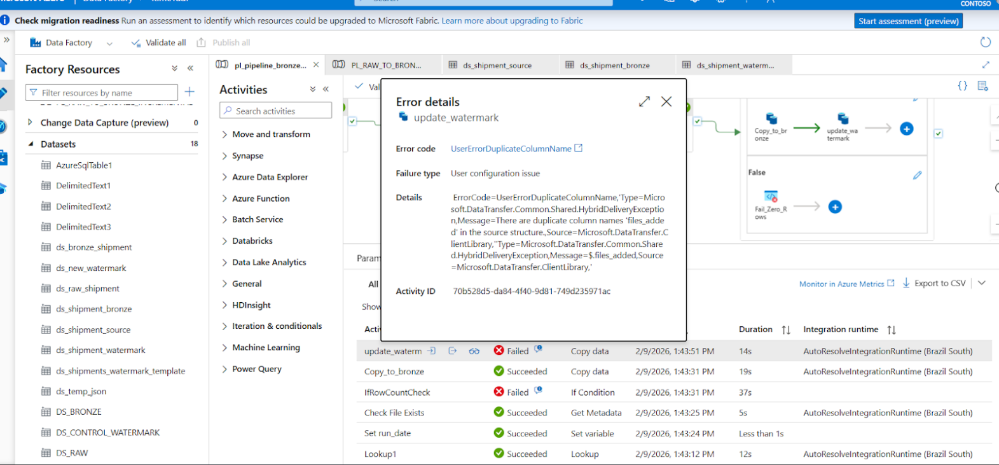 Microsoft Azure
Data Factory
Search
CONTOSO
Check migration readiness Run an assessment to identify which resources could be upgraded to Microsoft Fabric. Learn more about upgrading to Fabric
Start assessment (preview)
Data Factory
Validate all
Publish all
Factory Resources
Filter resources by name
Change Data Capture (preview) 0
Datasets 18
AzureSqlTable1
DelimitedText1
DelimitedText2
DelimitedText3
ds_bronze_shipment
ds_new_watermark
ds_raw_shipment
ds_shipment_bronze
ds_shipment_source
ds_shipment_watermark
ds_shipments_watermark_template
ds_temp_json
DS_BRONZE
DS_CONTROL_WATERMARK
DS_RAW
pl_pipeline_bronze...
PL_RAW_TO_BRON...
ds_shipment_source
ds_shipment_bronze
ds_shipment_waterm...
Activities
Search activities
Move and transform
Synapse
Azure Data Explorer
Azure Function
Batch Service
Databricks
Data Lake Analytics
General
HDInsight
Iteration & conditionals
Machine Learning
Power Query
Val
Error details
update_watermark
Error code UserErrorDuplicateColumnName
Failure type User configuration issue
Details ErrorCode=UserErrorDuplicateColumnName,'Type=Micro
soft.DataTransfer.Common.Shared.HybridDeliveryExceptio
n,Message=There are duplicate column names 'files_adde
d' in the source structure.,Source=Microsoft.DataTransfer.C
lientLibrary,''Type=Microsoft.DataTransfer.Common.Share
d.HybridDeliveryException,Message=$.files_added,Source
=Microsoft.DataTransfer.ClientLibrary,'
Activity ID 70b528d5-da84-4f40-9d81-749d235971ac
Copy_to_br
onze
update_wa
termark
False
Fail_Zero_R
ows
Param
All
Monitor in Azure Metrics
Export to CSV
Show
Activ
Duration
Integration runtime
update_waterm Failed Copy data 2/9/2026, 1:43:51 PM 14s AutoResolveIntegrationRuntime (Brazil South)
Copy_to_bronze Succeeded Copy data 2/9/2026, 1:43:31 PM 19s AutoResolveIntegrationRuntime (Brazil South)
IfRowCountCheck Failed If Condition 2/9/2026, 1:43:31 PM 37s
Check File Exists Succeeded Get Metadata 2/9/2026, 1:43:25 PM 5s AutoResolveIntegrationRuntime (Brazil South)
Set run_date Succeeded Set variable 2/9/2026, 1:43:24 PM Less than 1s
Lookup1 Succeeded Lookup 2/9/2026, 1:43:12 PM 12s AutoResolveIntegrationRuntime (Brazil South)